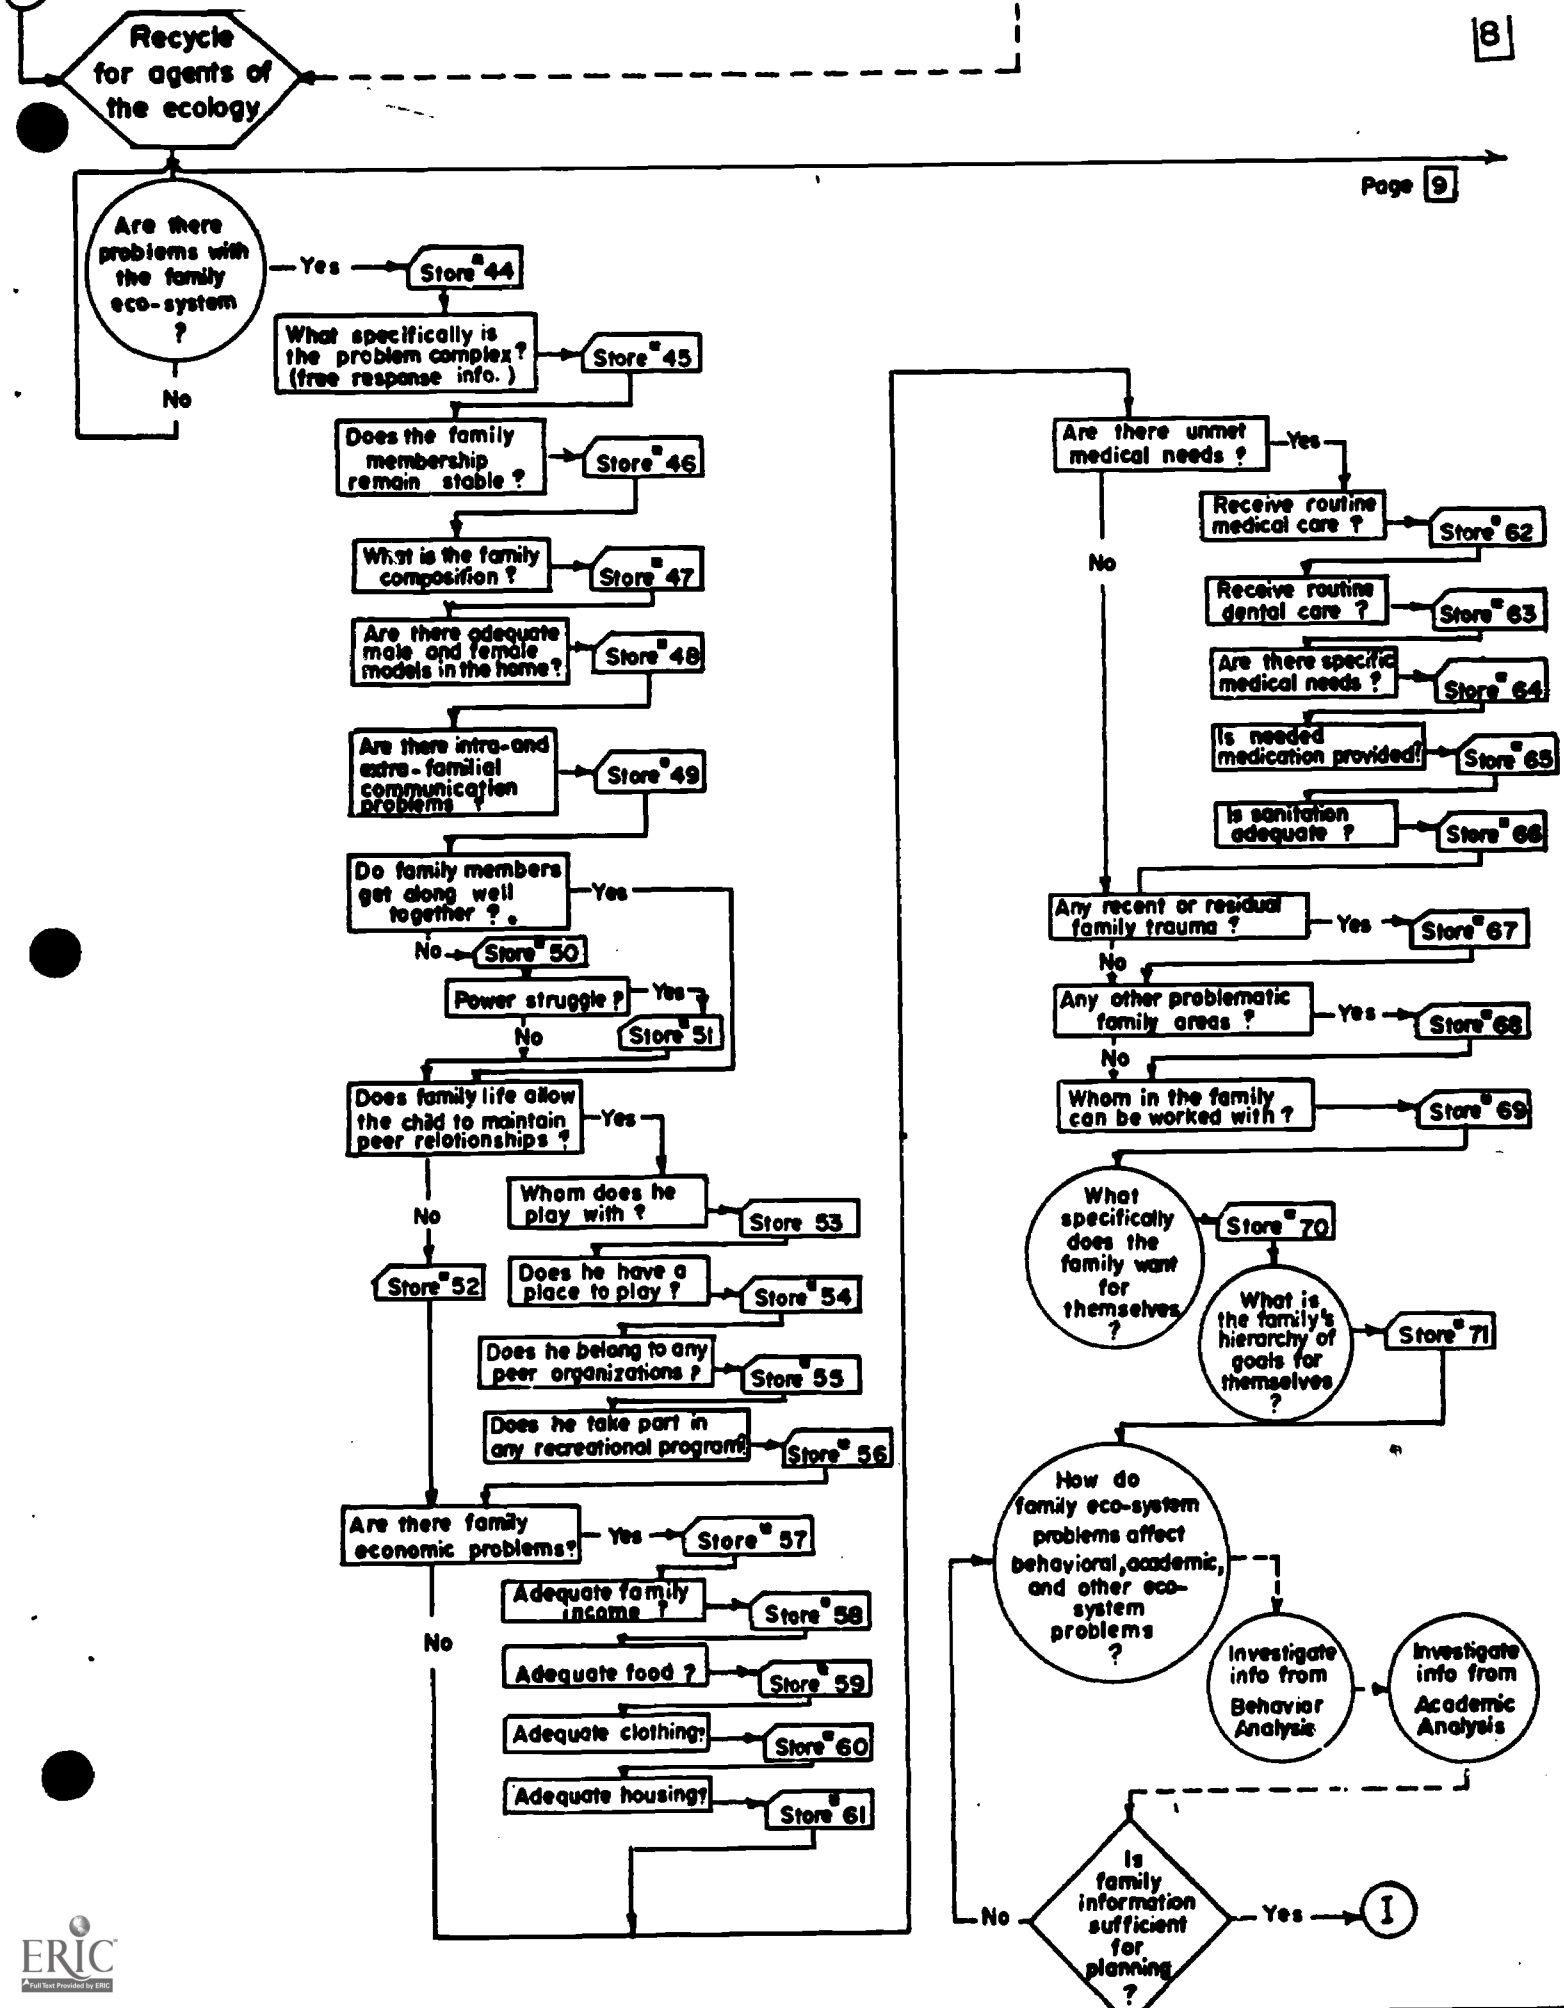 8
Recycle
for agents of
the ecology
Page 9
Are there
problems with
the family
eco-system
?
Yes
No
Store # 44
What specifically is
the problem complex?
(free response info.)
Store # 45
Does the family
membership
remain stable ?
Store # 46
What is the family
composition ?
Store # 47
Are there adequate
male and female
models in the home?
Store # 48
Are there intra-and
extra-familial
communication
problems ?
Store # 49
Do family members
get along well
together ?
Yes
No
Store # 50
Power struggle ?
Yes
No
Store # 51
Does family life allow
the child to maintain
peer relationships ?
Yes
No
Store # 52
Whom does he
play with ?
Store 53
Does he have a
place to play ?
Store # 54
Does he belong to any
peer organizations ?
Store # 55
Does he take part in
any recreational program?
Store # 56
Are there family
economic problems?
Yes
No
Store # 57
Adequate family
income ?
Store # 58
Adequate food ?
Store # 59
Adequate clothing?
Store # 60
Adequate housing?
Store # 61
Are there unmet
medical needs ?
Yes
No
Receive routine
medical care ?
Store # 62
Receive routine
dental care ?
Store # 63
Are there specific
medical needs ?
Store # 64
Is needed
medication provided?
Store # 65
Is sanitation
adequate ?
Store # 66
Any recent or residual
family trauma ?
Yes
No
Store # 67
Any other problematic
family areas ?
Yes
No
Store # 68
Whom in the family
can be worked with ?
Store # 69
What
specifically
does the
family want
for
themselves
?
Store # 70
What is
the family's
hierarchy of
goals for
themselves
?
Store # 71
How do
family eco-system
problems affect
behavioral, academic,
and other eco-
system
problems
?
Investigate
info from
Behavior
Analysis
Investigate
info from
Academic
Analysis
Is
family
information
sufficient
for
planning
?
No
Yes
I
ERIC
Full Text Provided by ERIC